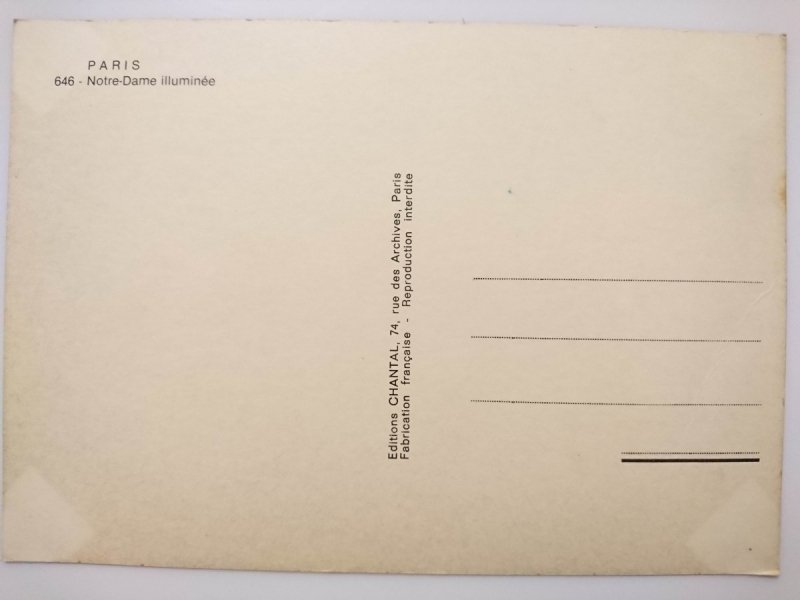 PARIS
646 - Notre-Dame illuminée
Editions CHANTAL, 74, rue des Archives, Paris
Fabrication française - Reproduction interdite